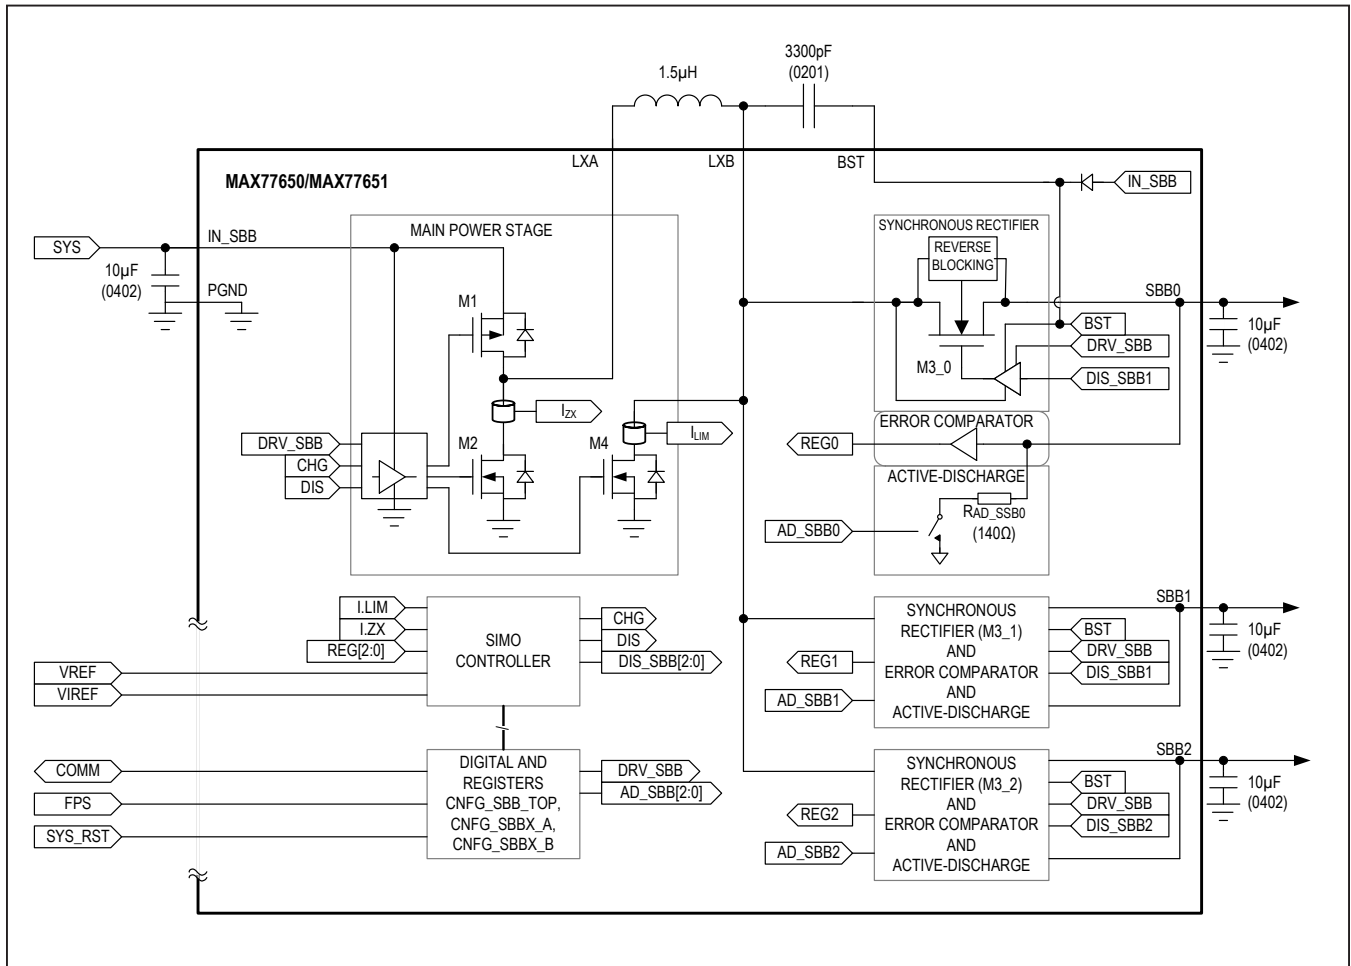 3300pF
(0201)
1.5µH
LXA
LXB
BST
MAX77650/MAX77651
IN_SBB
MAIN POWER STAGE
SYNCHRONOUS RECTIFIER
REVERSE
BLOCKING
SYS
IN_SBB
10µF
(0402)
PGND
M1
SBB0
BST
DRV_SBB
10µF
(0402)
M3_0
DIS_SBB1
IZX
ILIM
ERROR COMPARATOR
DRV_SBB
CHG
DIS
M2
M4
REG0
ACTIVE-DISCHARGE
RAD_SSB0
(140Ω)
AD_SBB0
I.LIM
I.ZX
REG[2:0]
SIMO
CONTROLLER
CHG
DIS
DIS_SBB[2:0]
VREF
VIREF
SBB1
SYNCHRONOUS
RECTIFIER (M3_1)
AND
ERROR COMPARATOR
AND
ACTIVE-DISCHARGE
BST
DRV_SBB
DIS_SBB1
REG1
AD_SBB1
10µF
(0402)
COMM
FPS
SYS_RST
DIGITAL AND
REGISTERS
CNFG_SBB_TOP,
CNFG_SBBX_A,
CNFG_SBBX_B
DRV_SBB
AD_SBB[2:0]
SBB2
SYNCHRONOUS
RECTIFIER (M3_2)
AND
ERROR COMPARATOR
AND
ACTIVE-DISCHARGE
BST
DRV_SBB
DIS_SBB2
REG2
AD_SBB2
10µF
(0402)